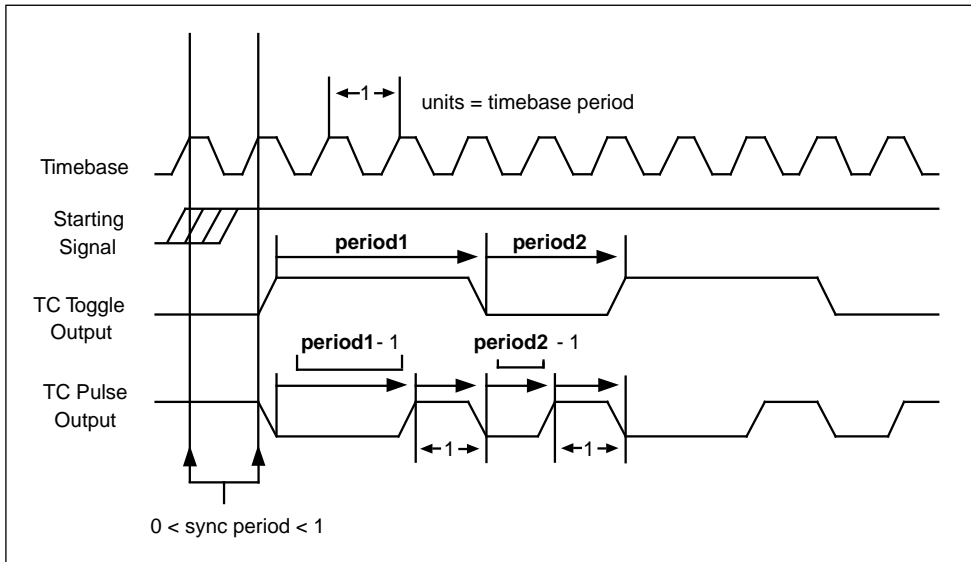 1
units = timebase period
Timebase
Starting
Signal
period1
period2
TC Toggle
Output
period1 - 1
period2 - 1
TC Pulse
Output
1
1
0 < sync period < 1